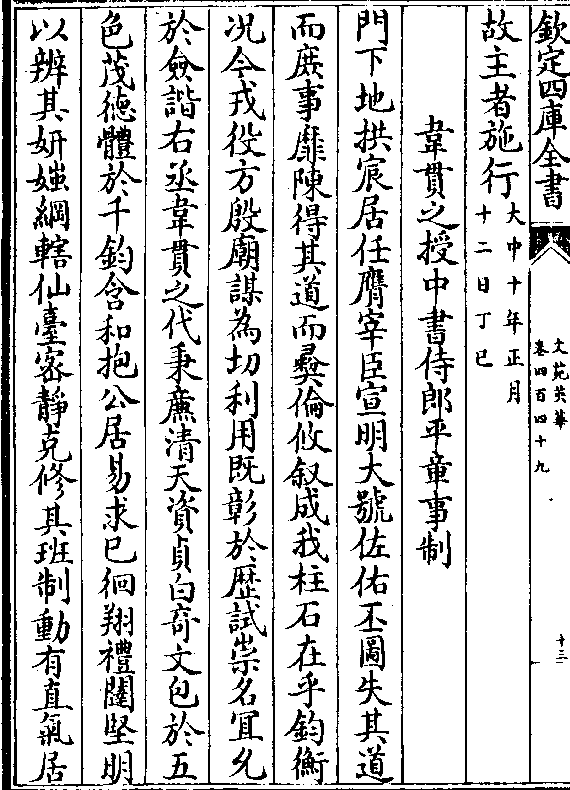 欽定四庫全書
文苑英華
卷四百四十九
十三
故主者施行大中十年正月
十二日丁巳
韋貫之授中書侍郎平章事制
門下地拱宸居任膺宰臣宣明大號佐佑丕圖失其道
而庶事靡陳得其道而彝倫攸叙成我柱石在乎鈞衡
况今戎役方殷廟謀為切利用既彰於歴試崇名宜允
於僉諧右丞韋貫之代秉亷清天資貞白奇文包於五
色茂徳體於千鈞含和抱公居易求已徊翔禮闈堅明
以辨其妍媸綱轄仙臺宻靜克修其班制動有直氣居